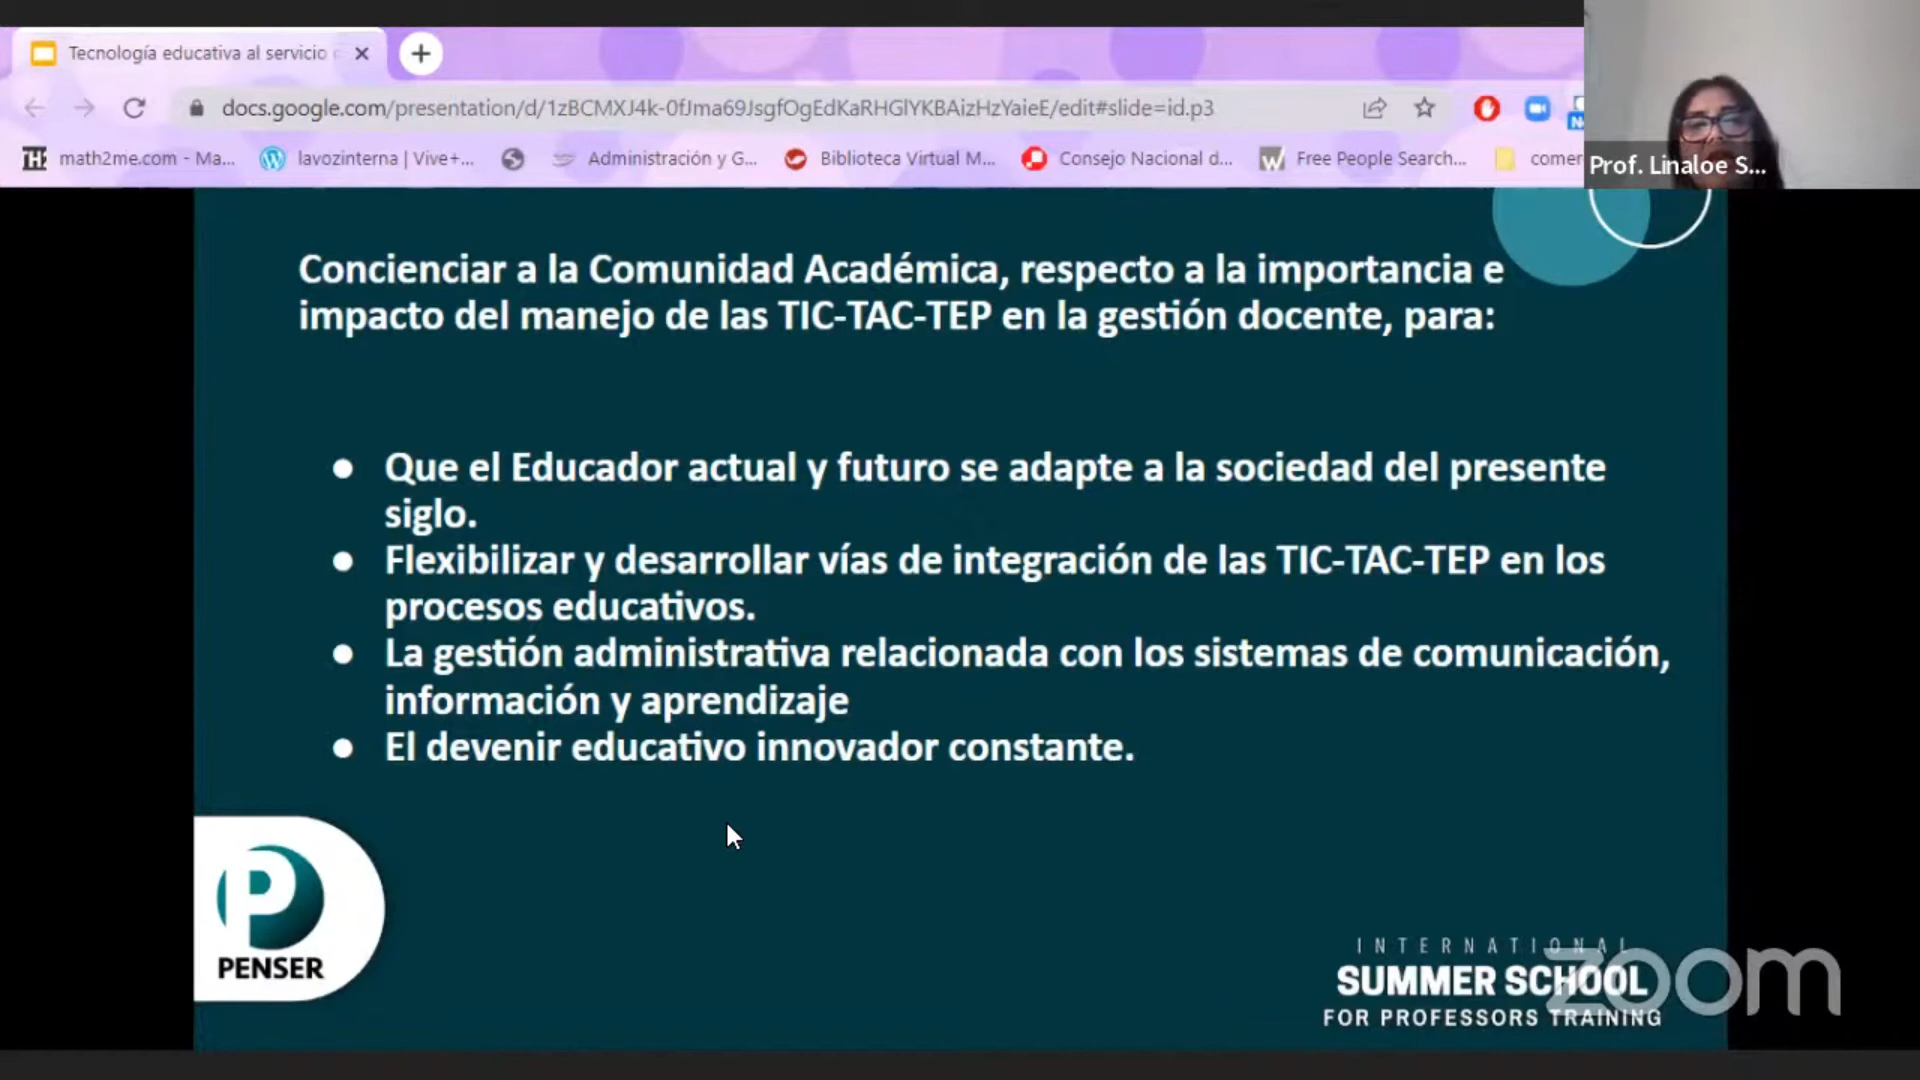 Tecnología educativa al servicio
docs.google.com/presentation/d/1zBCMXJ4k-0fJma69JsgfOgEdKaRHGlYKBAizHzYaieE/edit#slide=id.p3
math2me.com - Ma... lavozinterna | Vive+... Administración y G... Biblioteca Virtual M... Consejo Nacional d... Free People Search... comer
Prof. Linaloe S...
Concienciar a la Comunidad Académica, respecto a la importancia e
impacto del manejo de las TIC-TAC-TEP en la gestión docente, para:
● Que el Educador actual y futuro se adapte a la sociedad del presente
siglo.
● Flexibilizar y desarrollar vías de integración de las TIC-TAC-TEP en los
procesos educativos.
● La gestión administrativa relacionada con los sistemas de comunicación,
información y aprendizaje
● El devenir educativo innovador constante.
P
PENSER
INTERNATIONAL
SUMMER SCHOOL
FOR PROFESSORS TRAINING
zoom